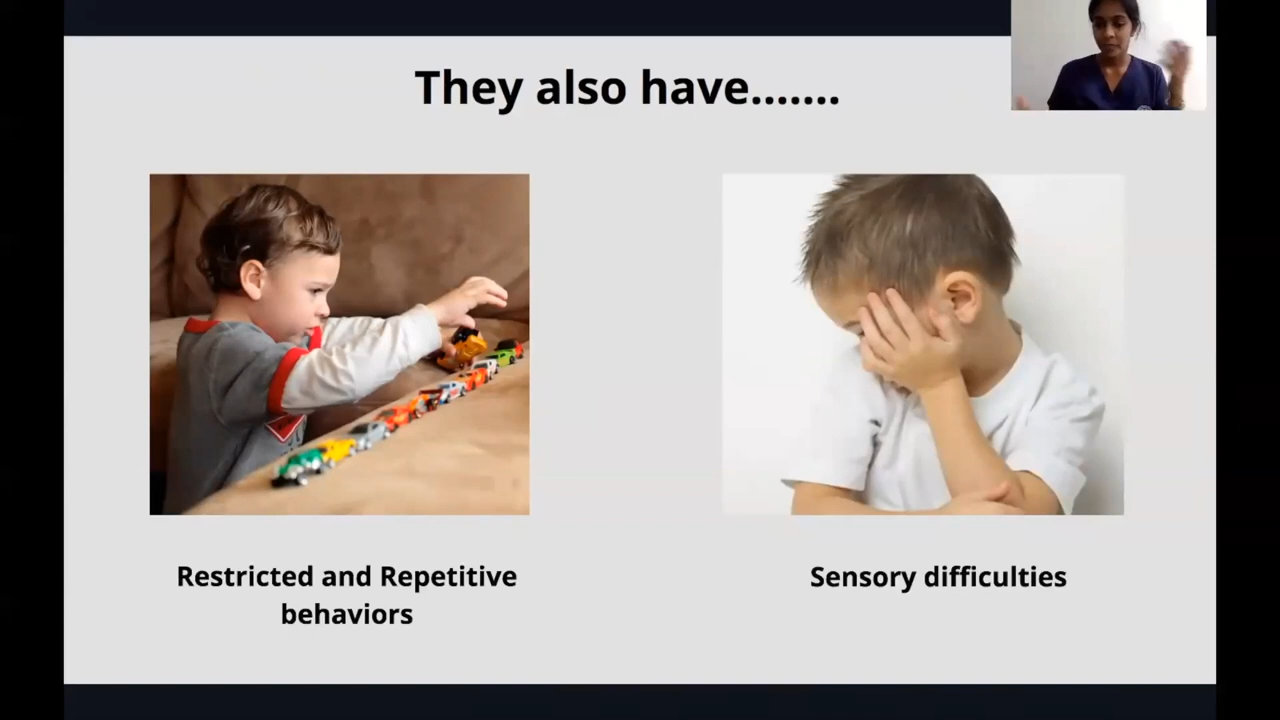 They also have.......
Restricted and Repetitive
behaviors
Sensory difficulties